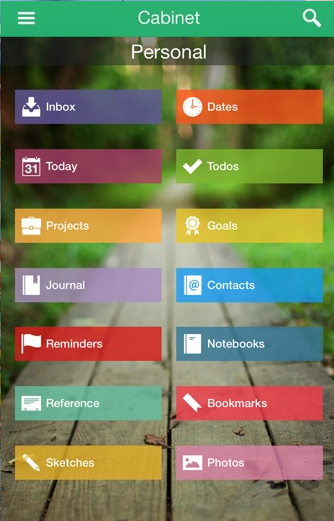 Cabinet
Personal
Inbox
Dates
31 Today
Todos
Projects
Goals
Journal
@ Contacts
Reminders
Notebooks
Reference
Bookmarks
Sketches
Photos